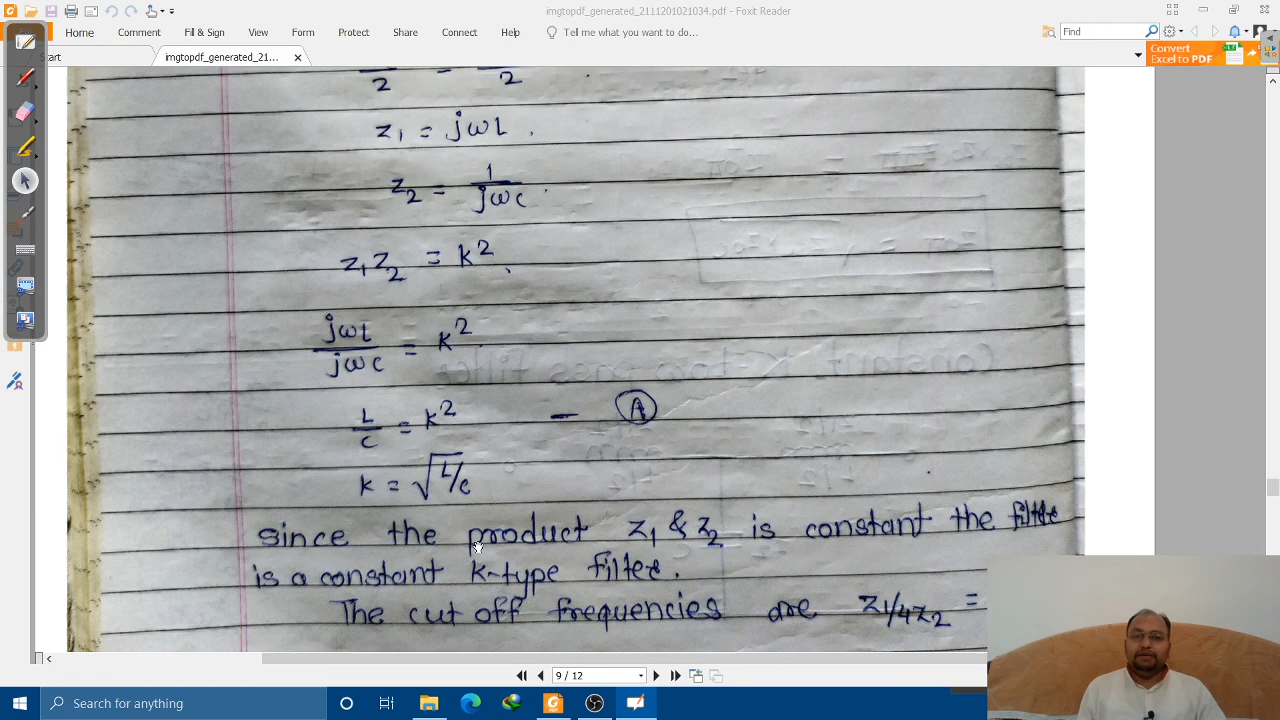 imgtopdf_generated_2111201021034.pdf - Foxit Reader
Home Comment Fill & Sign View Form Protect Share Connect Help Tell me what you want to do... Find
Start imgtopdf_generated_21... Convert Excel to PDF
2 = 2
z1 = jωL
z2 = 1/jωc
z1z2 = k²
jωL/jωc = k²
L/c = k² - A
k = √L/c
since the product z1 & z2 is constant the filter
is a constant k-type filter.
The cut off frequencies are z1/4z2 =
9 / 12
Search for anything